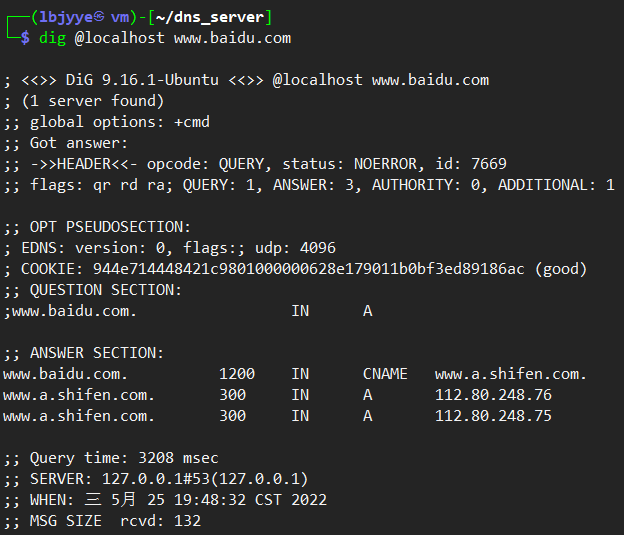 ┌──(lbjyye㉿ vm)-[~/dns_server]
└─$ dig @localhost www.baidu.com
; <<>> DiG 9.16.1-Ubuntu <<>> @localhost www.baidu.com
; (1 server found)
;; global options: +cmd
;; Got answer:
;; ->>HEADER<<- opcode: QUERY, status: NOERROR, id: 7669
;; flags: qr rd ra; QUERY: 1, ANSWER: 3, AUTHORITY: 0, ADDITIONAL: 1
;; OPT PSEUDOSECTION:
; EDNS: version: 0, flags:; udp: 4096
; COOKIE: 944e714448421c9801000000628e179011b0bf3ed89186ac (good)
;; QUESTION SECTION:
;www.baidu.com. IN A
;; ANSWER SECTION:
www.baidu.com. 1200 IN CNAME www.a.shifen.com.
www.a.shifen.com. 300 IN A 112.80.248.76
www.a.shifen.com. 300 IN A 112.80.248.75
;; Query time: 3208 msec
;; SERVER: 127.0.0.1#53(127.0.0.1)
;; WHEN: 三 5月 25 19:48:32 CST 2022
;; MSG SIZE rcvd: 132